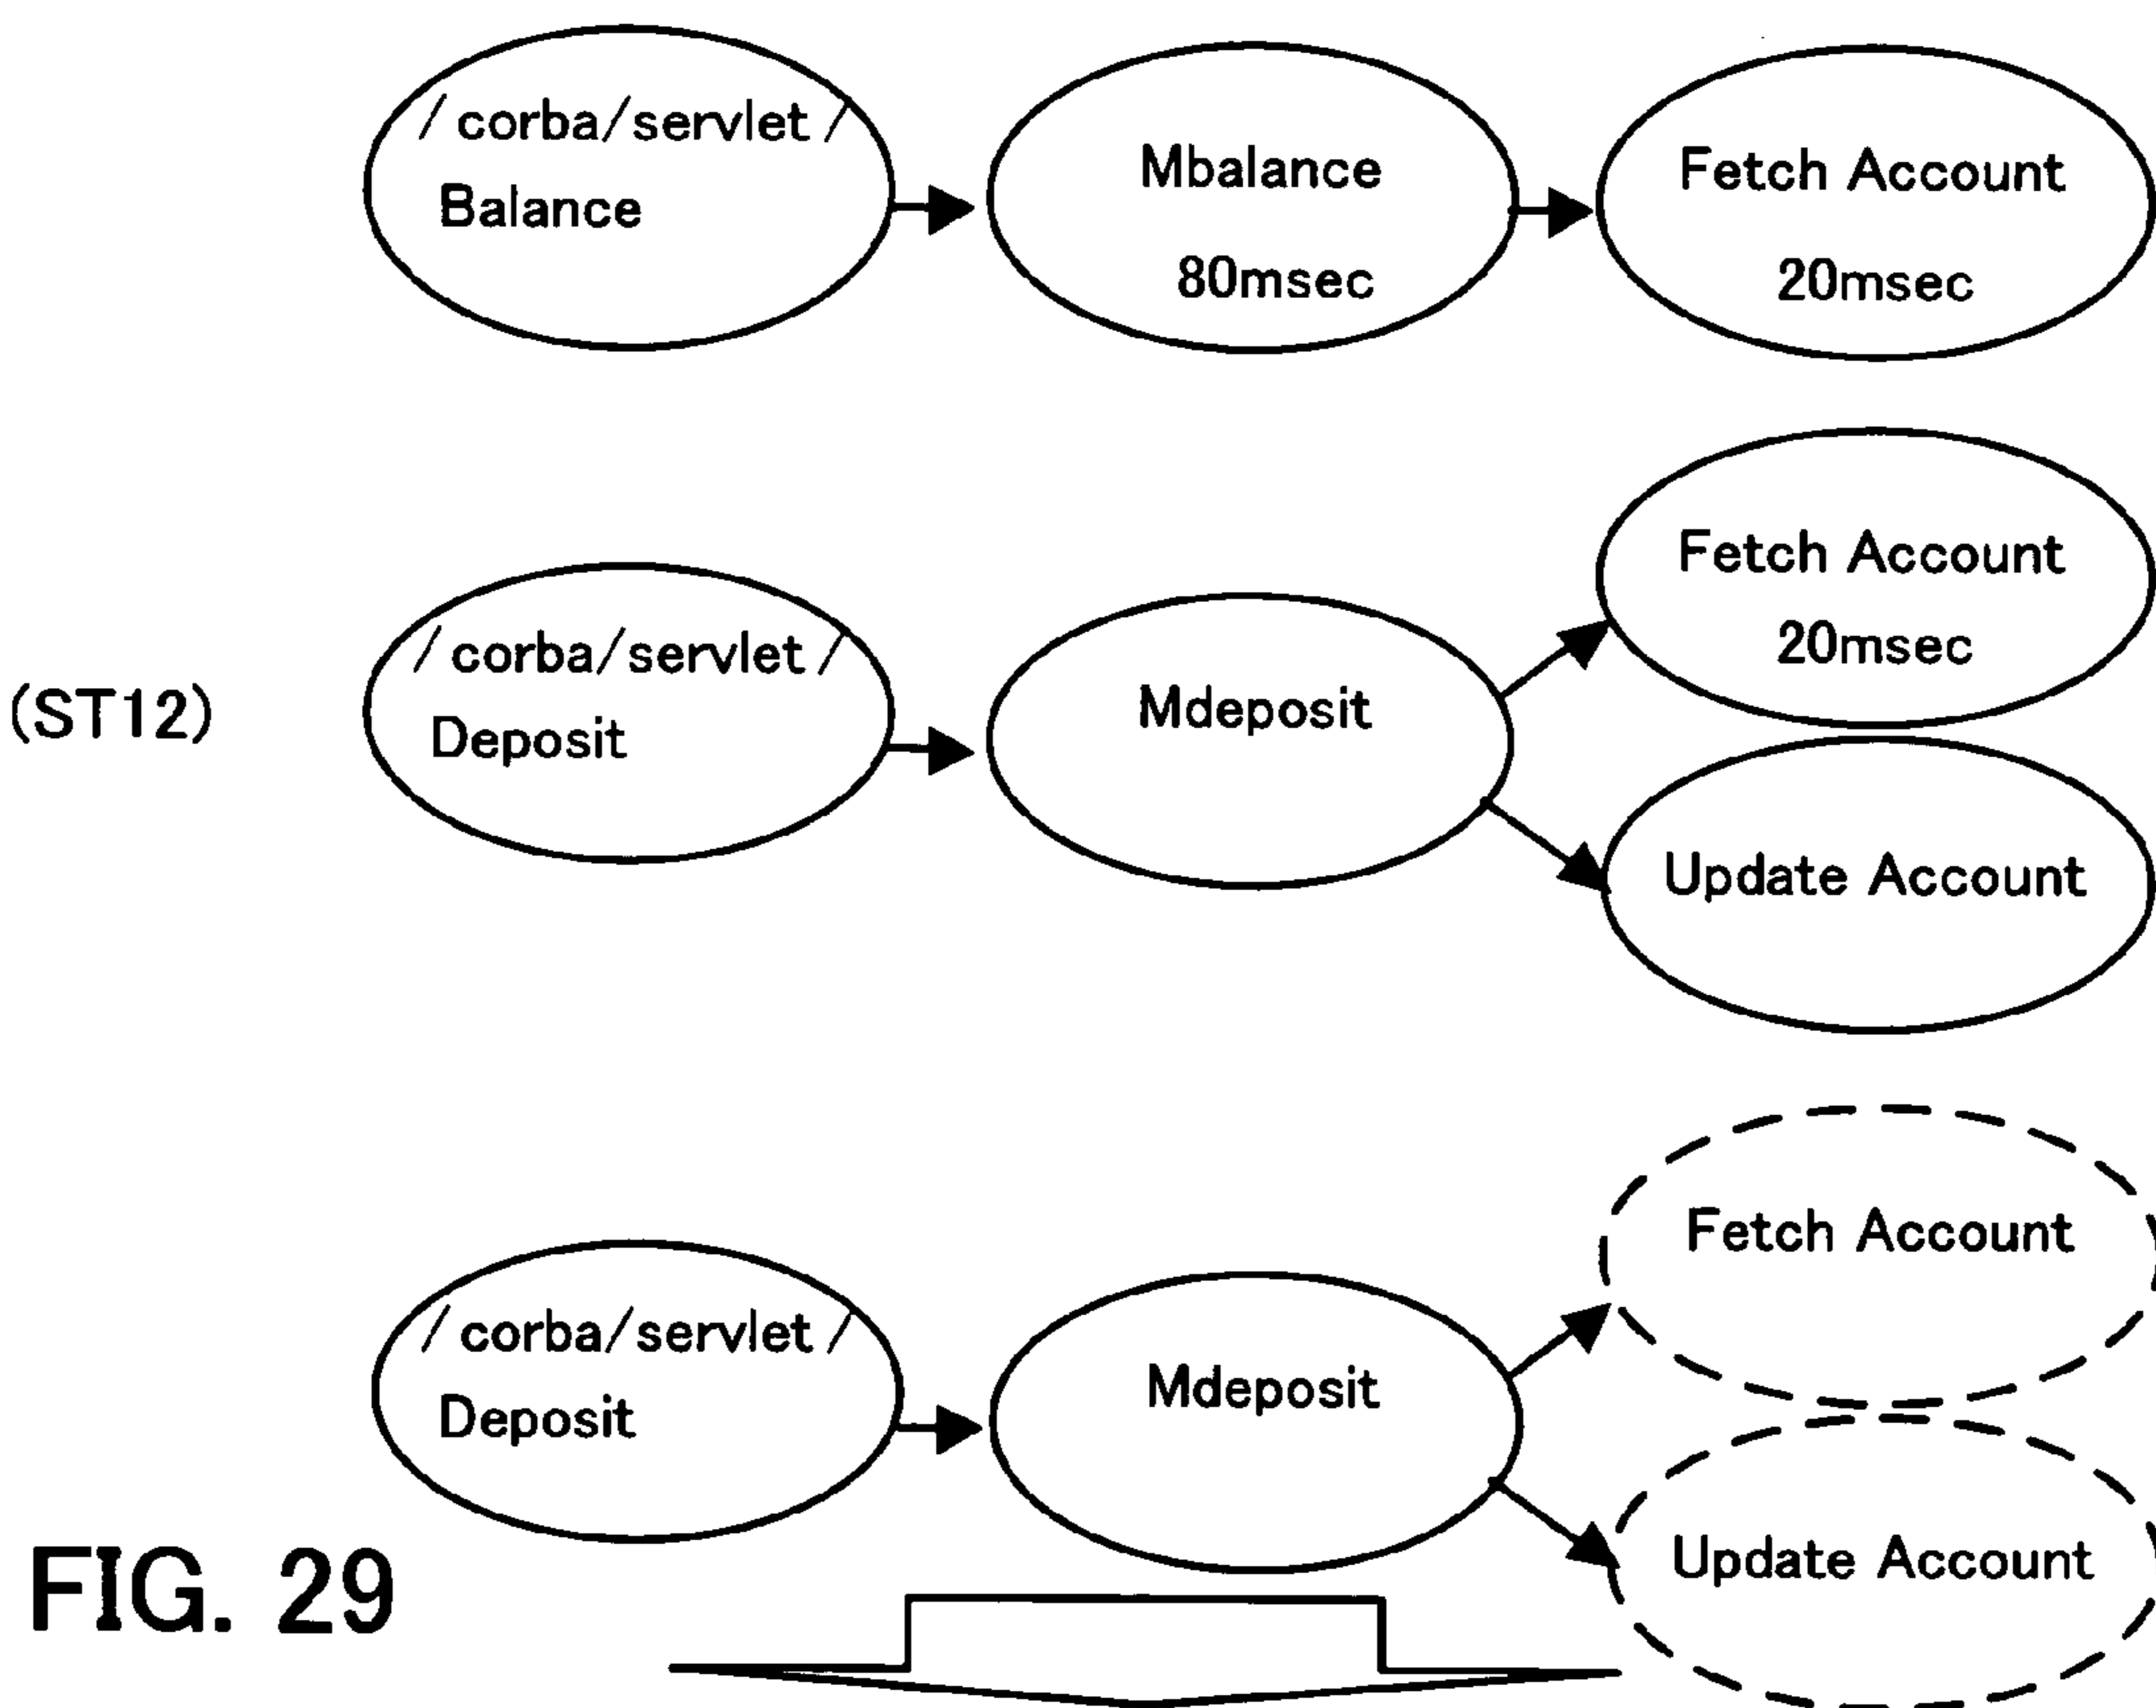 / corba/servlet /
Balance
Mbalance
80msec
Fetch Account
20msec
(ST12)
/ corba/servlet /
Deposit
Mdeposit
Fetch Account
20msec
Update Account
/ corba/servlet /
Deposit
Mdeposit
Fetch Account
Update Account
FIG. 29